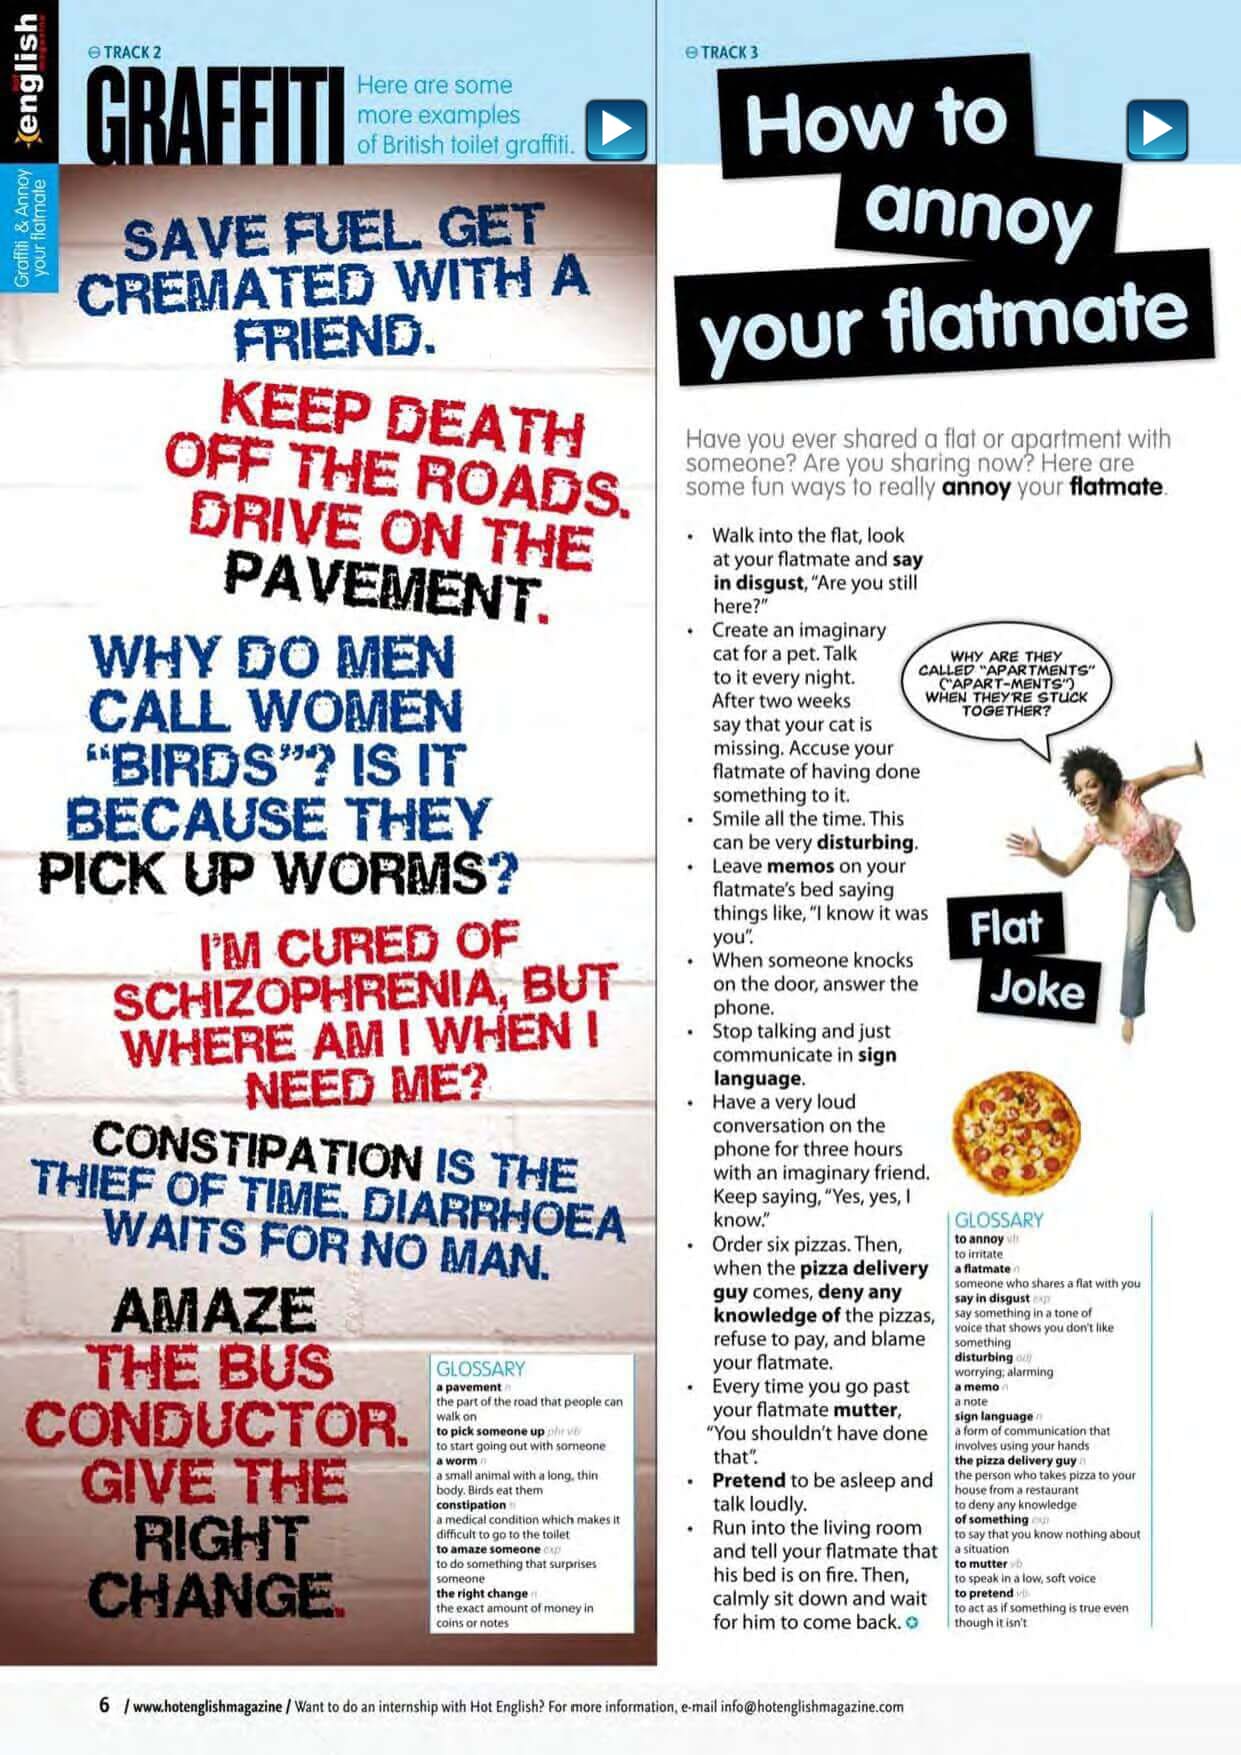 english
magazine
Graffiti & Annoy
your flatmate
TRACK 2
GRAFFITI
Here are some
more examples
of British toilet graffiti.
SAVE FUEL. GET
CREMATED WITH A
FRIEND.
KEEP DEATH
OFF THE ROADS.
DRIVE ON THE
PAVEMENT.
WHY DO MEN
CALL WOMEN
“BIRDS”? IS IT
BECAUSE THEY
PICK UP WORMS?
I'M CURED OF
SCHIZOPHRENIA, BUT
WHERE AM I WHEN I
NEED ME?
CONSTIPATION IS THE
THIEF OF TIME. DIARRHOEA
WAITS FOR NO MAN.
AMAZE
THE BUS
CONDUCTOR.
GIVE THE
RIGHT
CHANGE.
GLOSSARY
a pavement n
the part of the road that people can
walk on
to pick someone up phr vb
to start going out with someone
a worm n
a small animal with a long, thin
body. Birds eat them
constipation n
a medical condition which makes it
difficult to go to the toilet
to amaze someone exp
to do something that surprises
someone
the right change n
the exact amount of money in
coins or notes
TRACK 3
How to
annoy
your flatmate
Have you ever shared a flat or apartment with
someone? Are you sharing now? Here are
some fun ways to really annoy your flatmate.
• Walk into the flat, look
at your flatmate and say
in disgust, “Are you still
here?”
• Create an imaginary
cat for a pet. Talk
to it every night.
After two weeks
say that your cat is
missing. Accuse your
flatmate of having done
something to it.
• Smile all the time. This
can be very disturbing.
• Leave memos on your
flatmate's bed saying
things like, “I know it was
you”.
• When someone knocks
on the door, answer the
phone.
• Stop talking and just
communicate in sign
language.
• Have a very loud
conversation on the
phone for three hours
with an imaginary friend.
Keep saying, “Yes, yes, I
know.”
• Order six pizzas. Then,
when the pizza delivery
guy comes, deny any
knowledge of the pizzas,
refuse to pay, and blame
your flatmate.
• Every time you go past
your flatmate mutter,
“You shouldn't have done
that”.
• Pretend to be asleep and
talk loudly.
• Run into the living room
and tell your flatmate that
his bed is on fire. Then,
calmly sit down and wait
for him to come back.
WHY ARE THEY
CALLED “APARTMENTS”
(“APART-MENTS”)
WHEN THEY'RE STUCK
TOGETHER?
Flat
Joke
GLOSSARY
to annoy vb
to irritate
a flatmate n
someone who shares a flat with you
say in disgust exp
say something in a tone of
voice that shows you don't like
something
disturbing adj
worrying; alarming
a memo n
a note
sign language n
a form of communication that
involves using your hands
the pizza delivery guy n
the person who takes pizza to your
house from a restaurant
to deny any knowledge
of something exp
to say that you know nothing about
a situation
to mutter vb
to speak in a low, soft voice
to pretend vb
to act as if something is true even
though it isn't
6 / www.hotenglishmagazine / Want to do an internship with Hot English? For more information, e-mail info@hotenglishmagazine.com